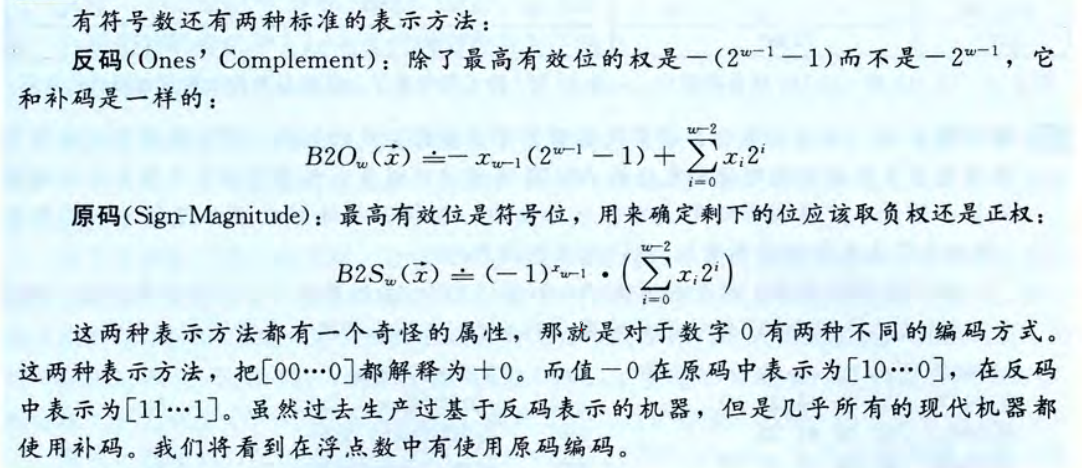 有符号数还有两种标准的表示方法：
反码(Ones' Complement)：除了最高有效位的权是－(2^{w－1}－1)而不是－2^{w－1}，它
和补码是一样的：
B2O_w(x⃗) ≐ － x_{w－1}(2^{w－1}－1) + ∑_{i=0}^{w－2} x_i 2^i
原码(Sign-Magnitude)：最高有效位是符号位，用来确定剩下的位应该取负权还是正权：
B2S_w(x⃗) ≐ (－1)^{x_{w－1}} · (∑_{i=0}^{w－2} x_i 2^i)
这两种表示方法都有一个奇怪的属性，那就是对于数字0有两种不同的编码方式。
这两种表示方法，把[00…0]都解释为＋0。而值－0在原码中表示为[10…0]，在反码
中表示为[11…1]。虽然过去生产过基于反码表示的机器，但是几乎所有的现代机器都
使用补码。我们将看到在浮点数中有使用原码编码。